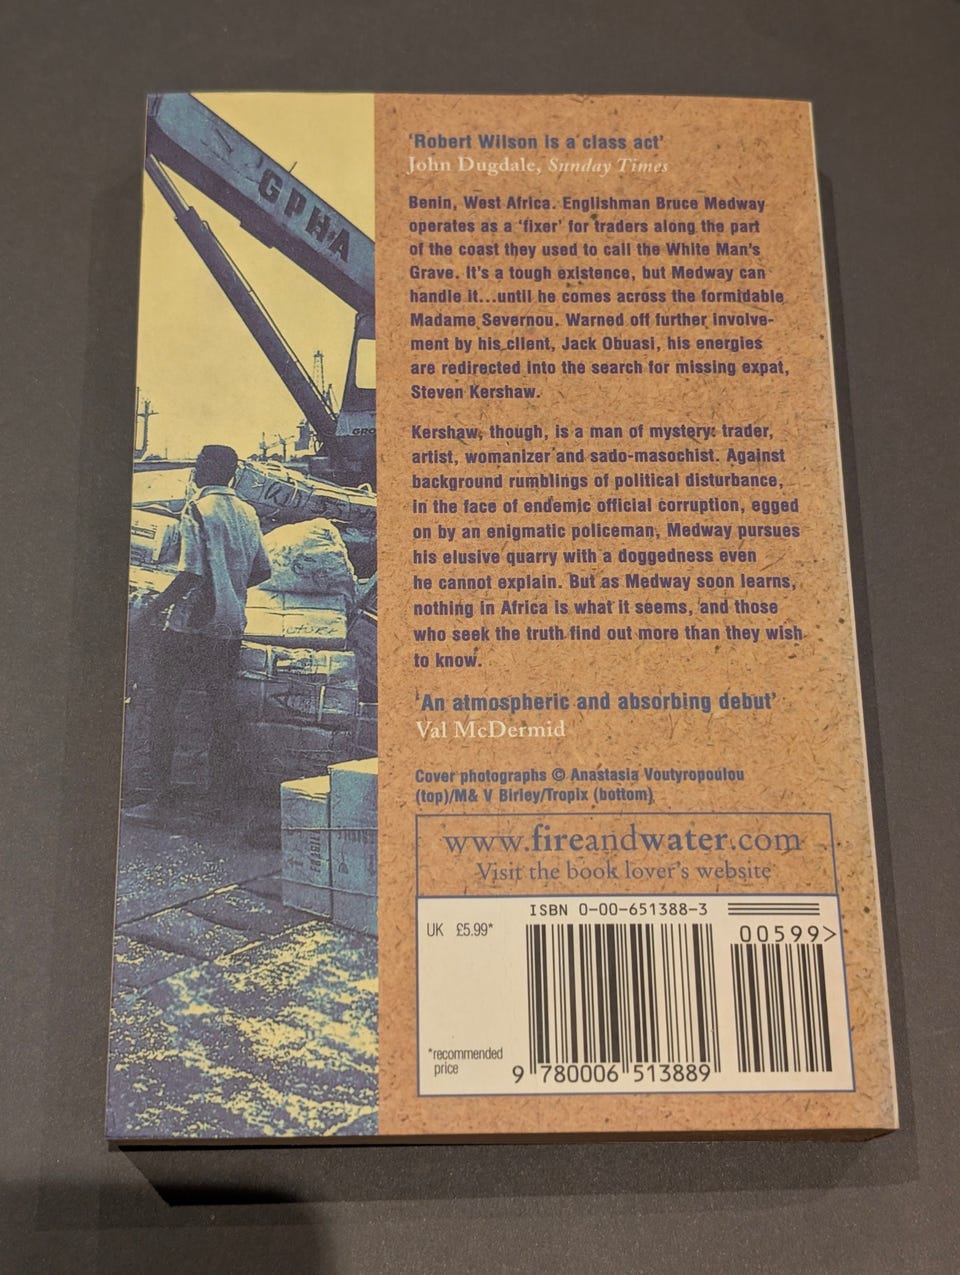 GPHA
GRO
'Robert Wilson is a class act'
John Dugdale, Sunday Times
Benin, West Africa. Englishman Bruce Medway
operates as a 'fixer' for traders along the part
of the coast they used to call the White Man's
Grave. It's a tough existence, but Medway can
handle it...until he comes across the formidable
Madame Severnou. Warned off further involve-
ment by his client, Jack Obuasi, his energies
are redirected into the search for missing expat,
Steven Kershaw.
Kershaw, though, is a man of mystery: trader,
artist, womanizer and sado-masochist. Against
background rumblings of political disturbance,
in the face of endemic official corruption, egged
on by an enigmatic policeman, Medway pursues
his elusive quarry with a doggedness even
he cannot explain. But as Medway soon learns,
nothing in Africa is what it seems, and those
who seek the truth find out more than they wish
to know.
'An atmospheric and absorbing debut'
Val McDermid
Cover photographs © Anastasia Voutyropoulou
(top)/M& V Birley/Tropix (bottom)
www.fireandwater.com
Visit the book lover's website
ISBN 0-00-651388-3
UK £5.99*
00599>
*recommended
price
9 780006 513889
FRAGILE